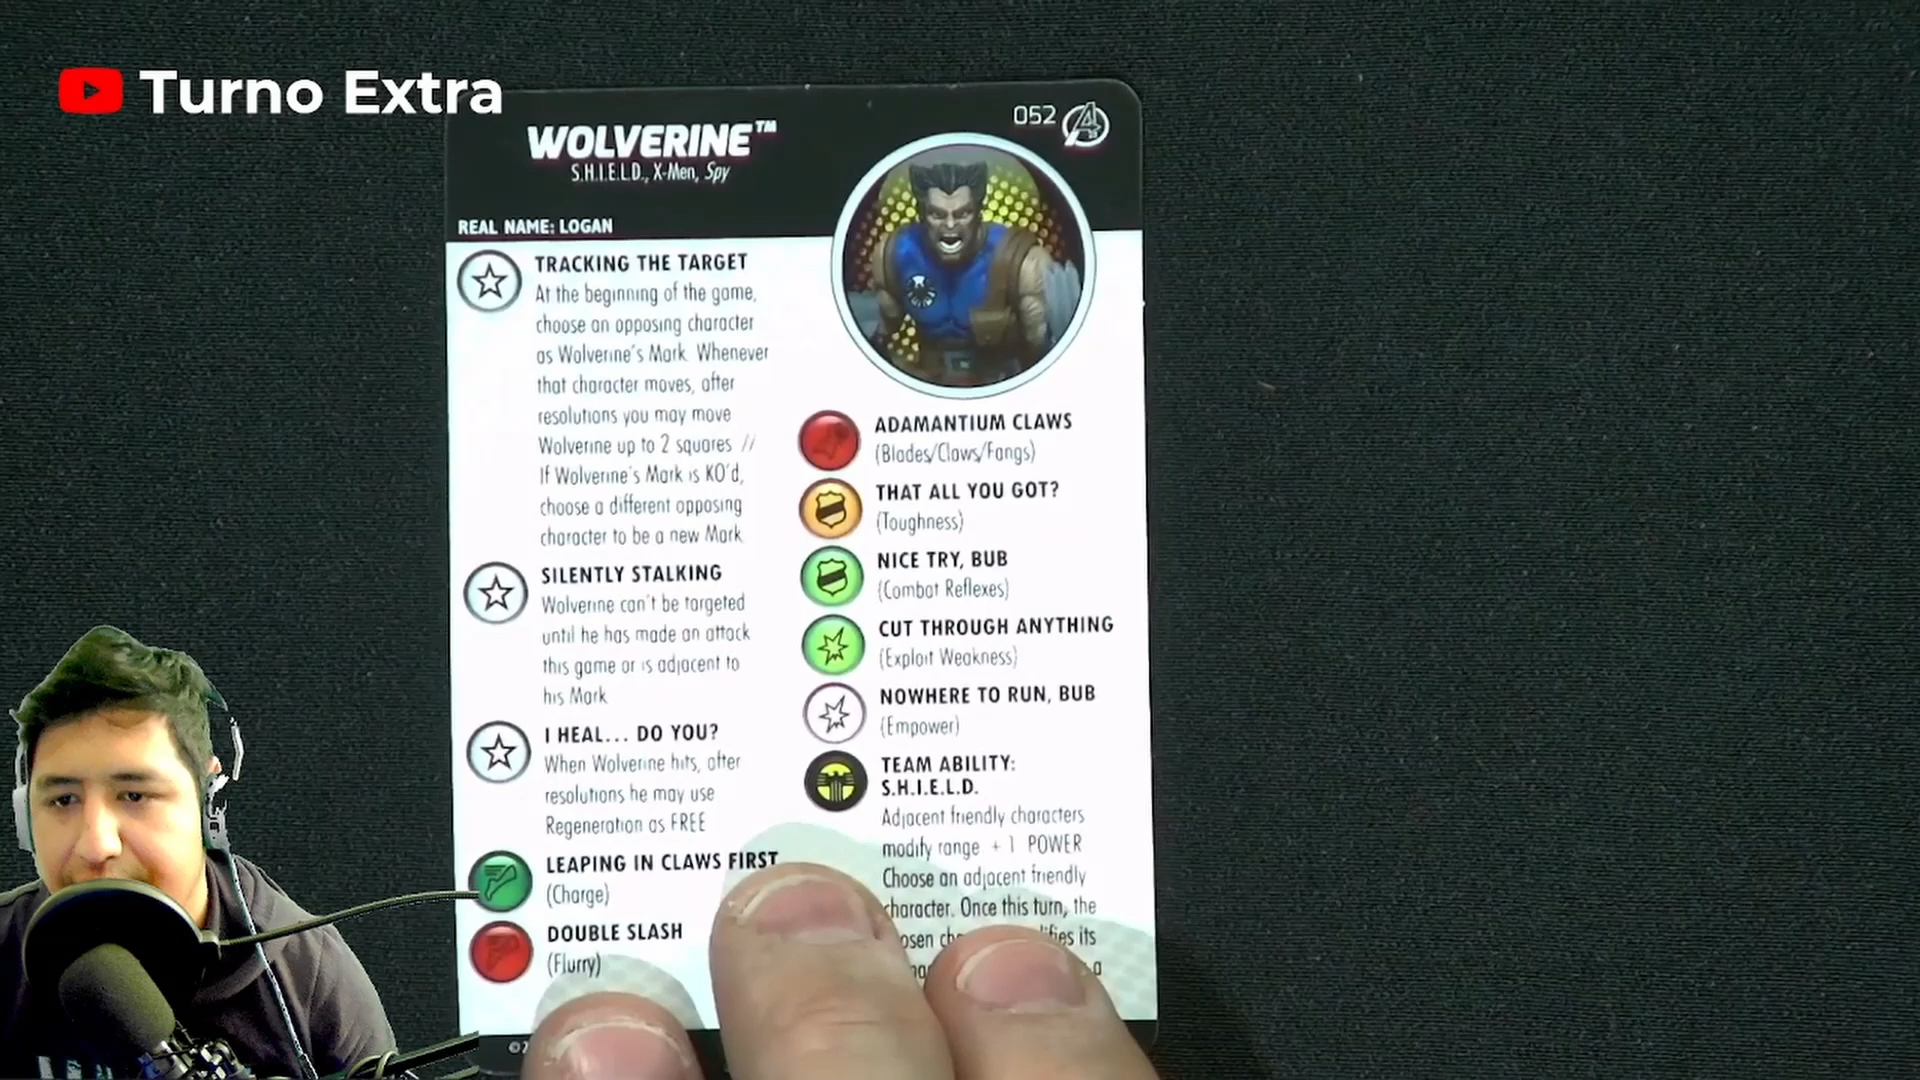 Turno Extra
WOLVERINE™
S.H.I.E.L.D., X-Men, Spy
052
REAL NAME: LOGAN
TRACKING THE TARGET
At the beginning of the game,
choose an opposing character
as Wolverine's Mark. Whenever
that character moves, after
resolutions you may move
Wolverine up to 2 squares //
If Wolverine's Mark is KO'd,
choose a different opposing
character to be a new Mark.
SILENTLY STALKING
Wolverine can't be targeted
until he has made an attack
this game or is adjacent to
his Mark.
I HEAL... DO YOU?
When Wolverine hits, after
resolutions he may use
Regeneration as FREE
LEAPING IN CLAWS FIRST
(Charge)
DOUBLE SLASH
(Flurry)
ADAMANTIUM CLAWS
(Blades/Claws/Fangs)
THAT ALL YOU GOT?
(Toughness)
NICE TRY, BUB
(Combat Reflexes)
CUT THROUGH ANYTHING
(Exploit Weakness)
NOWHERE TO RUN, BUB
(Empower)
TEAM ABILITY:
S.H.I.E.L.D.
Adjacent friendly characters
modify range +1 POWER
Choose an adjacent friendly
character. Once this turn, the
its
a
©